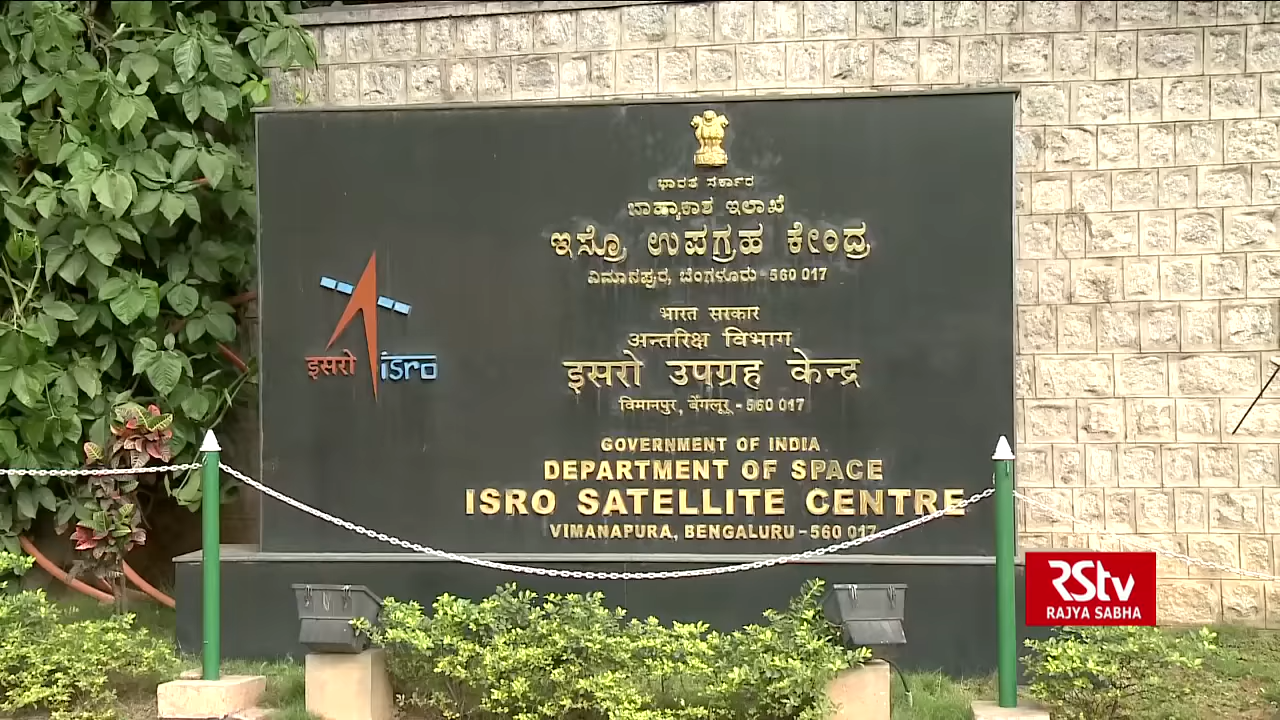 ಭಾರತ ಸರ್ಕಾರ
ಬಾಹ್ಯಾಕಾಶ ಇಲಾಖೆ
ಇಸ್ರೊ ಉಪಗ್ರಹ ಕೇಂದ್ರ
ವಿಮಾನಪುರ, ಬೆಂಗಳೂರು-560 017
भारत सरकार
अन्तरिक्ष विभाग
इसरो उपग्रह केन्द्र
विमानपुर, बेंगलूरू-560 017
इसरो isro
GOVERNMENT OF INDIA
DEPARTMENT OF SPACE
ISRO SATELLITE CENTRE
VIMANAPURA, BENGALURU-560 017
RSTV
RAJYA SABHA